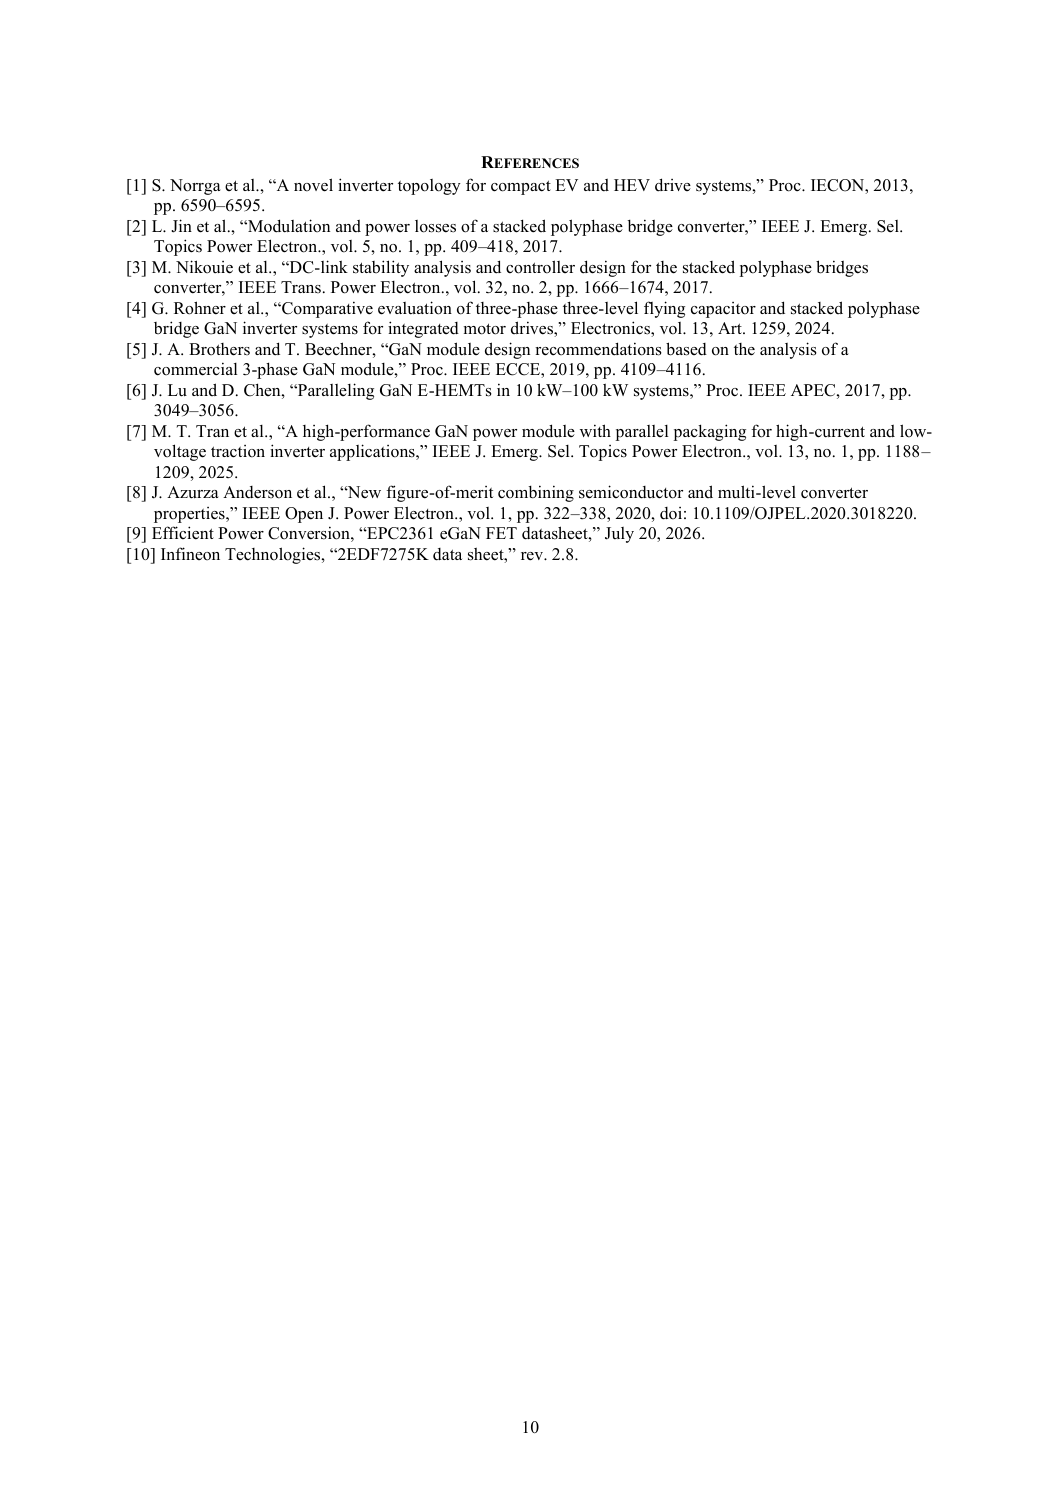 REFERENCES
[1] S. Norrga et al., “A novel inverter topology for compact EV and HEV drive systems,” Proc. IECON, 2013,
pp. 6590–6595.
[2] L. Jin et al., “Modulation and power losses of a stacked polyphase bridge converter,” IEEE J. Emerg. Sel.
Topics Power Electron., vol. 5, no. 1, pp. 409–418, 2017.
[3] M. Nikouie et al., “DC-link stability analysis and controller design for the stacked polyphase bridges
converter,” IEEE Trans. Power Electron., vol. 32, no. 2, pp. 1666–1674, 2017.
[4] G. Rohner et al., “Comparative evaluation of three-phase three-level flying capacitor and stacked polyphase
bridge GaN inverter systems for integrated motor drives,” Electronics, vol. 13, Art. 1259, 2024.
[5] J. A. Brothers and T. Beechner, “GaN module design recommendations based on the analysis of a
commercial 3-phase GaN module,” Proc. IEEE ECCE, 2019, pp. 4109–4116.
[6] J. Lu and D. Chen, “Paralleling GaN E-HEMTs in 10 kW–100 kW systems,” Proc. IEEE APEC, 2017, pp.
3049–3056.
[7] M. T. Tran et al., “A high-performance GaN power module with parallel packaging for high-current and low-
voltage traction inverter applications,” IEEE J. Emerg. Sel. Topics Power Electron., vol. 13, no. 1, pp. 1188–
1209, 2025.
[8] J. Azurza Anderson et al., “New figure-of-merit combining semiconductor and multi-level converter
properties,” IEEE Open J. Power Electron., vol. 1, pp. 322–338, 2020, doi: 10.1109/OJPEL.2020.3018220.
[9] Efficient Power Conversion, “EPC2361 eGaN FET datasheet,” July 20, 2026.
[10] Infineon Technologies, “2EDF7275K data sheet,” rev. 2.8.
10